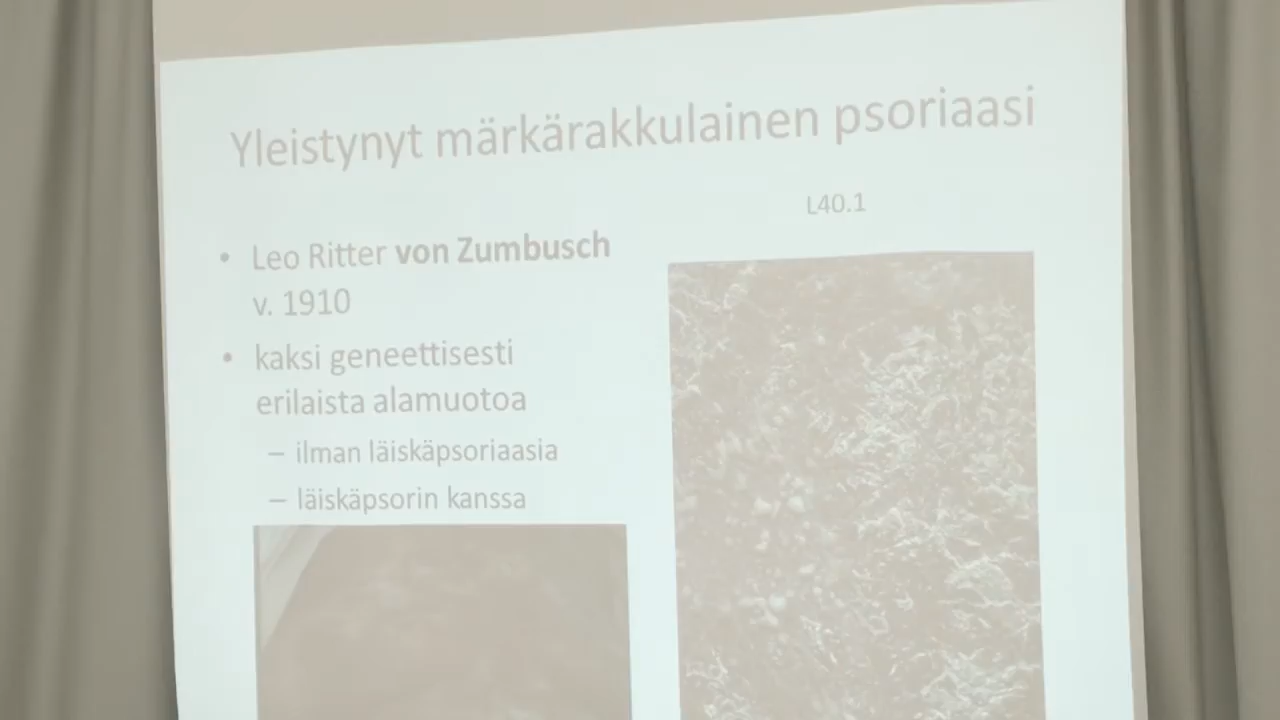 Yleistynyt märkärakkulainen psoriaasi
L40.1
• Leo Ritter von Zumbusch
v. 1910
• kaksi geneettisesti
erilaista alamuotoa
– ilman läiskäpsoriaasia
– läiskäpsorin kanssa